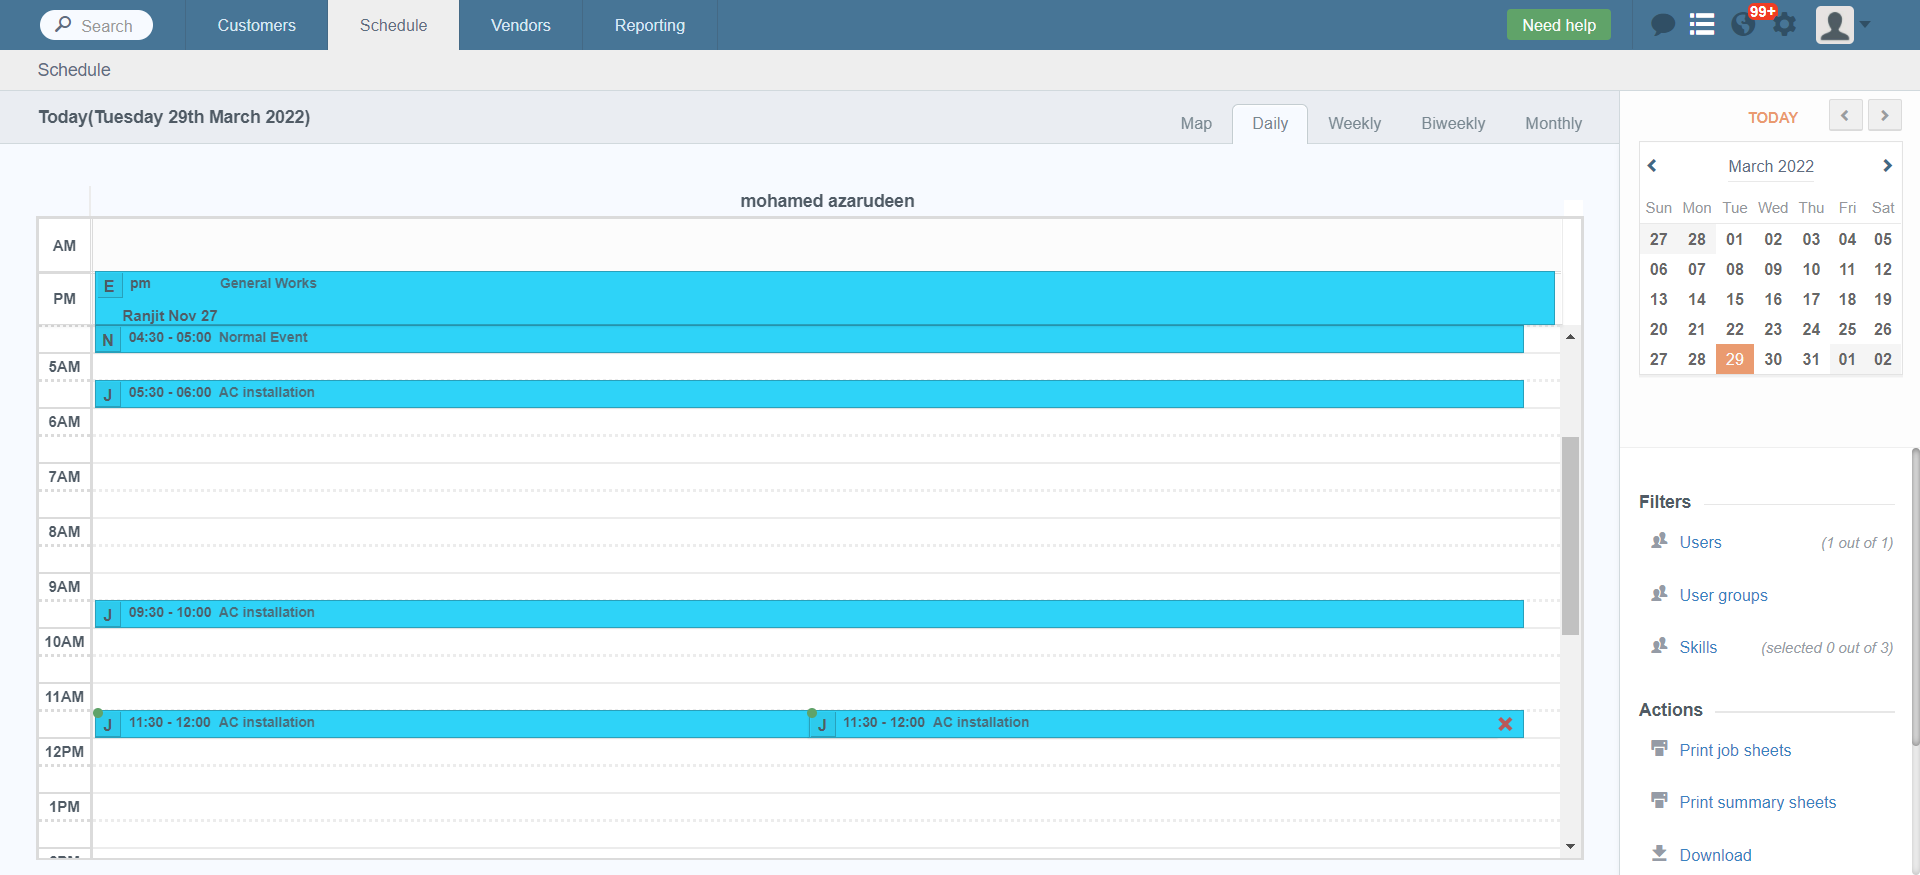 Search
Customers
Schedule
Vendors
Reporting
Need help
99+
Schedule
Today(Tuesday 29th March 2022)
Map
Daily
Weekly
Biweekly
Monthly
mohamed azarudeen
AM
PM
E pm General Works
Ranjit Nov 27
N 04:30 - 05:00 Normal Event
5AM
J 05:30 - 06:00 AC installation
6AM
7AM
8AM
9AM
J 09:30 - 10:00 AC installation
10AM
11AM
J 11:30 - 12:00 AC installation
J 11:30 - 12:00 AC installation
12PM
1PM
TODAY
March 2022
Sun Mon Tue Wed Thu Fri Sat
27 28 01 02 03 04 05
06 07 08 09 10 11 12
13 14 15 16 17 18 19
20 21 22 23 24 25 26
27 28 29 30 31 01 02
Filters
Users (1 out of 1)
User groups
Skills (selected 0 out of 3)
Actions
Print job sheets
Print summary sheets
Download